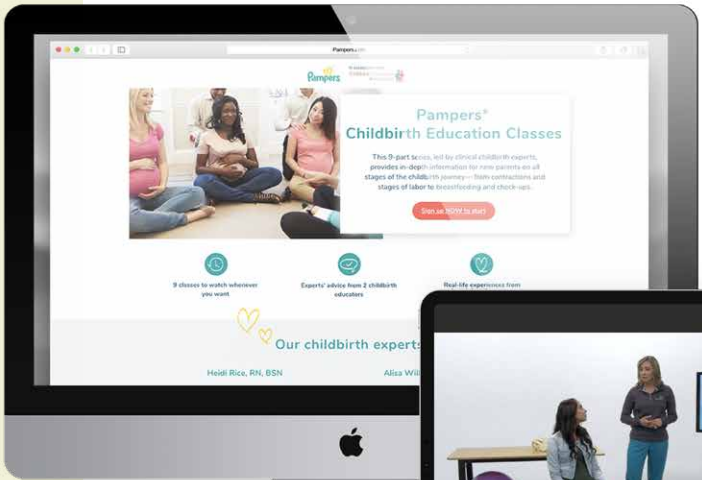 Pampers.com
Pampers
Pampers®
Childbirth Education Classes
This 9-part series, led by clinical childbirth experts,
provides in-depth information for new parents on all
stages of the childbirth journey—from contractions and
stages of labor to breastfeeding and check-ups.
Sign up NOW to start
9 classes to watch whenever
you want
Experts' advice from 2 childbirth
educators
Real-life experiences from
Our childbirth experts
Heidi Rice, RN, BSN
Alisa Wil